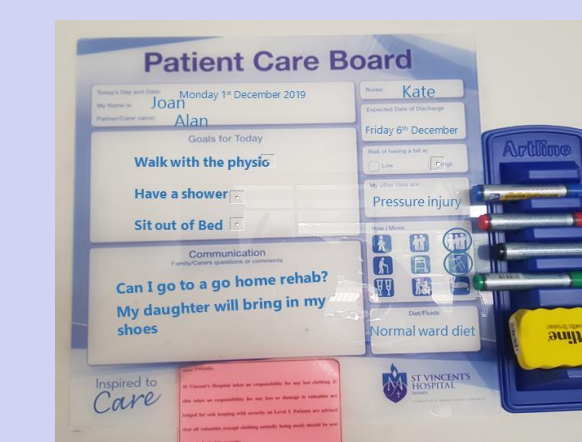 Patient Care Board
Today's Day and Date: Monday 1st December 2019
My Name is: Joan
Partner/Carer name: Alan
Nurse: Kate
Expected Date of Discharge
Friday 6th December
Goals for Today
Walk with the physio
Have a shower
Sit out of Bed
Risk of having a fall is:
Low High
My other risks are:
Pressure injury
How I Move:
Communication
Family/Carers questions or comments
Can I go to a go home rehab?
My daughter will bring in my
shoes
Diet/Fluids
Normal ward diet
Inspired to
Care
ST VINCENT'S
HOSPITAL
Artline
Dear Patients,
St Vincent's Hospital takes no responsibility for any lost clothing. It
also takes no responsibility for any loss or damage to valuables not
lodged for safe keeping with security on Level 1. Patients are advised
that all valuables (except clothing actually being worn) should be